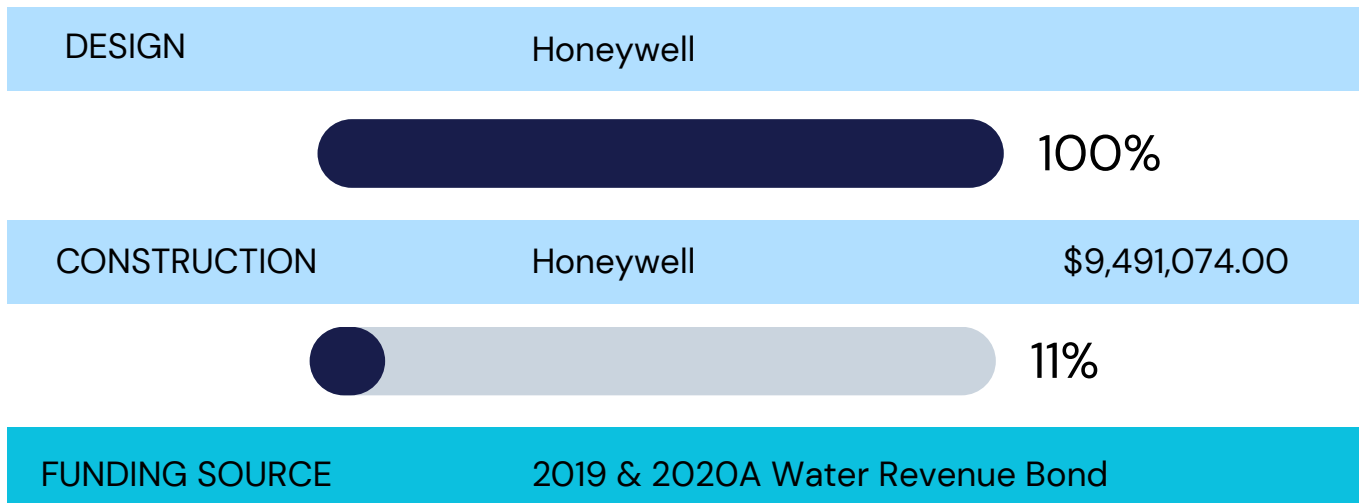 DESIGN Honeywell
100%
CONSTRUCTION Honeywell $9,491,074.00
11%
FUNDING SOURCE 2019 & 2020A Water Revenue Bond